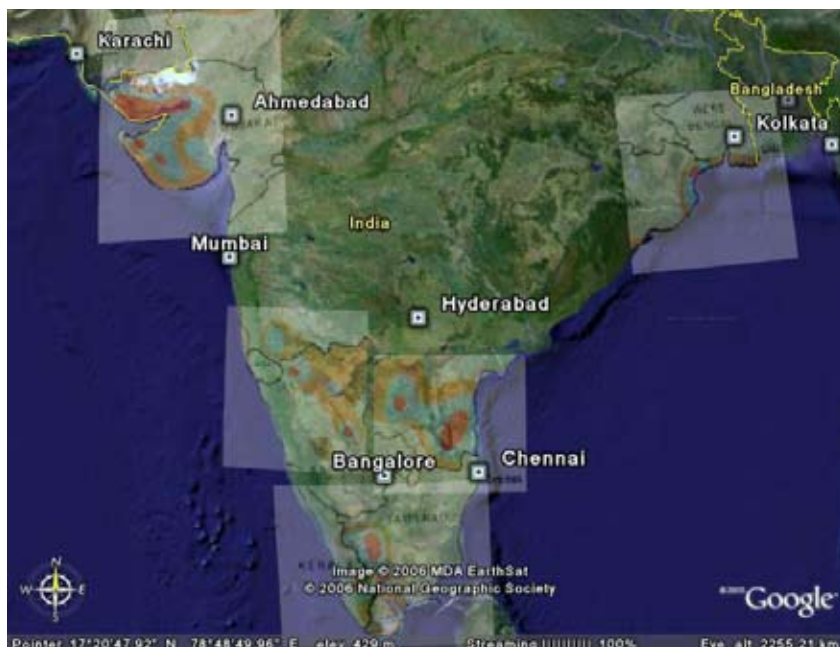 Karachi
Ahmedabad
Bangladesh
Kolkata
India
Mumbai
Hyderabad
Bangalore
Chennai
Image © 2006 MDA EarthSat
© 2006 National Geographic Society
N
W E
S
Google
Pointer 17°20'47.92" N 78°48'49.96" E elev 429 m Streaming ||||||||| 100% Eye alt 2255.21 km